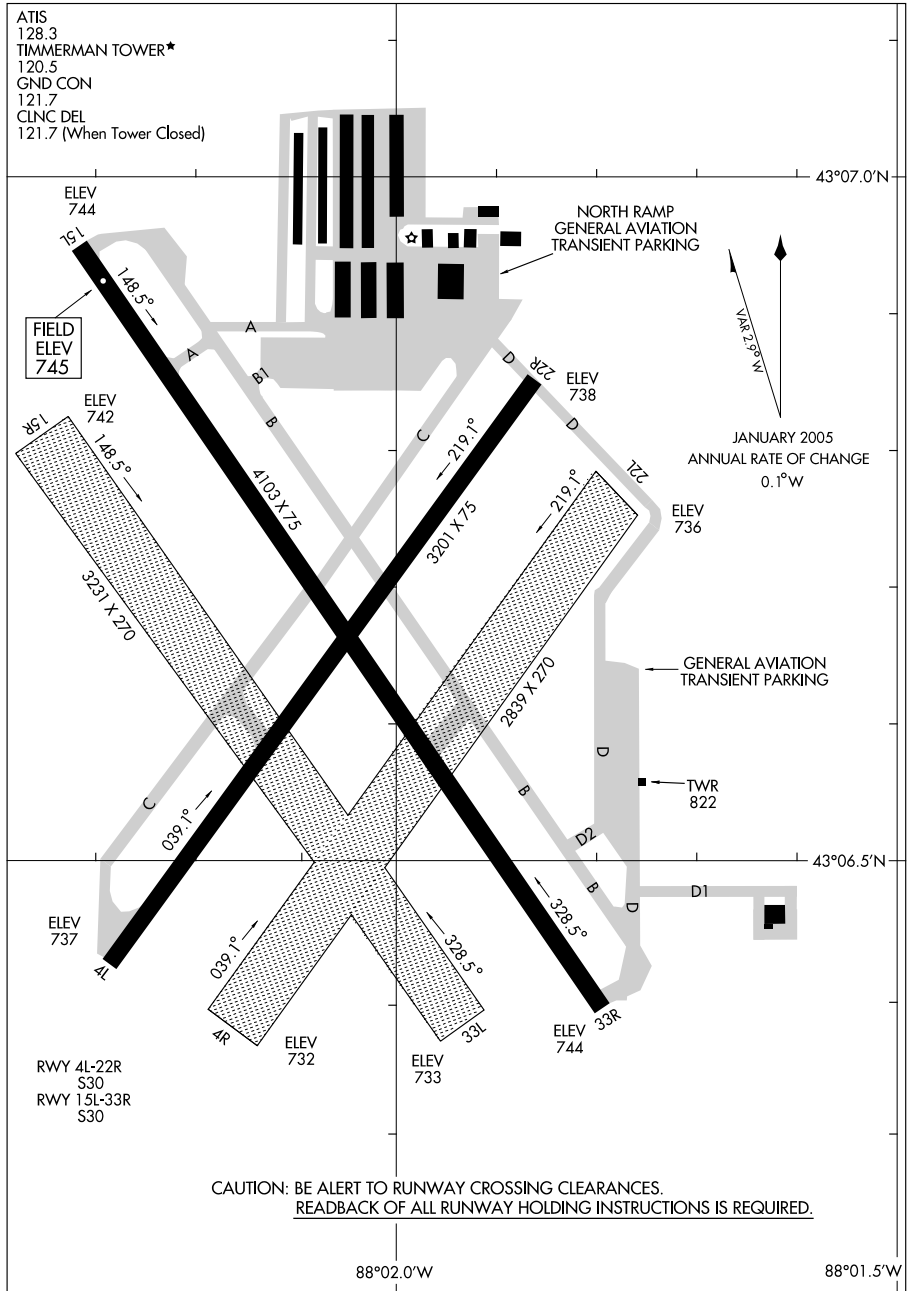 ATIS
128.3
TIMMERMAN TOWER★
120.5
GND CON
121.7
CLNC DEL
121.7 (When Tower Closed)
43°07.0'N
ELEV
744
15L
148.5°
NORTH RAMP
GENERAL AVIATION
TRANSIENT PARKING
FIELD
ELEV
745
A
A
B1
B
VAR 2.9° W
D
22R
ELEV
738
D
JANUARY 2005
ANNUAL RATE OF CHANGE
0.1°W
15R
ELEV
742
148.5°
C
219.1°
22L
219.1°
ELEV
736
4103 X 75
3201 X 75
3231 X 270
2839 X 270
GENERAL AVIATION
TRANSIENT PARKING
D
TWR
822
C
039.1°
B
D2
43°06.5'N
B
D
D1
ELEV
737
4L
039.1°
328.5°
328.5°
4R
ELEV
732
33L
ELEV
733
33R
ELEV
744
RWY 4L-22R
S30
RWY 15L-33R
S30
CAUTION: BE ALERT TO RUNWAY CROSSING CLEARANCES.
READBACK OF ALL RUNWAY HOLDING INSTRUCTIONS IS REQUIRED.
88°02.0'W
88°01.5'W